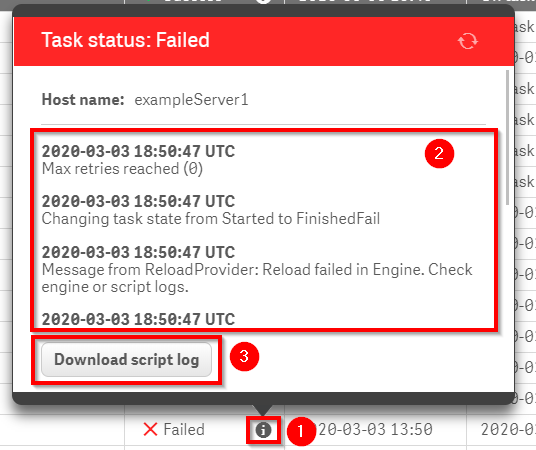 Task status: Failed
Host name: exampleServer1
2020-03-03 18:50:47 UTC
Max retries reached (0)
2
2020-03-03 18:50:47 UTC
Changing task state from Started to FinishedFail
2020-03-03 18:50:47 UTC
Message from ReloadProvider: Reload failed in Engine. Check
engine or script logs.
2020-03-03 18:50:47 UTC
Download script log
3
Failed
1
2020-03-03 13:50
2020-03